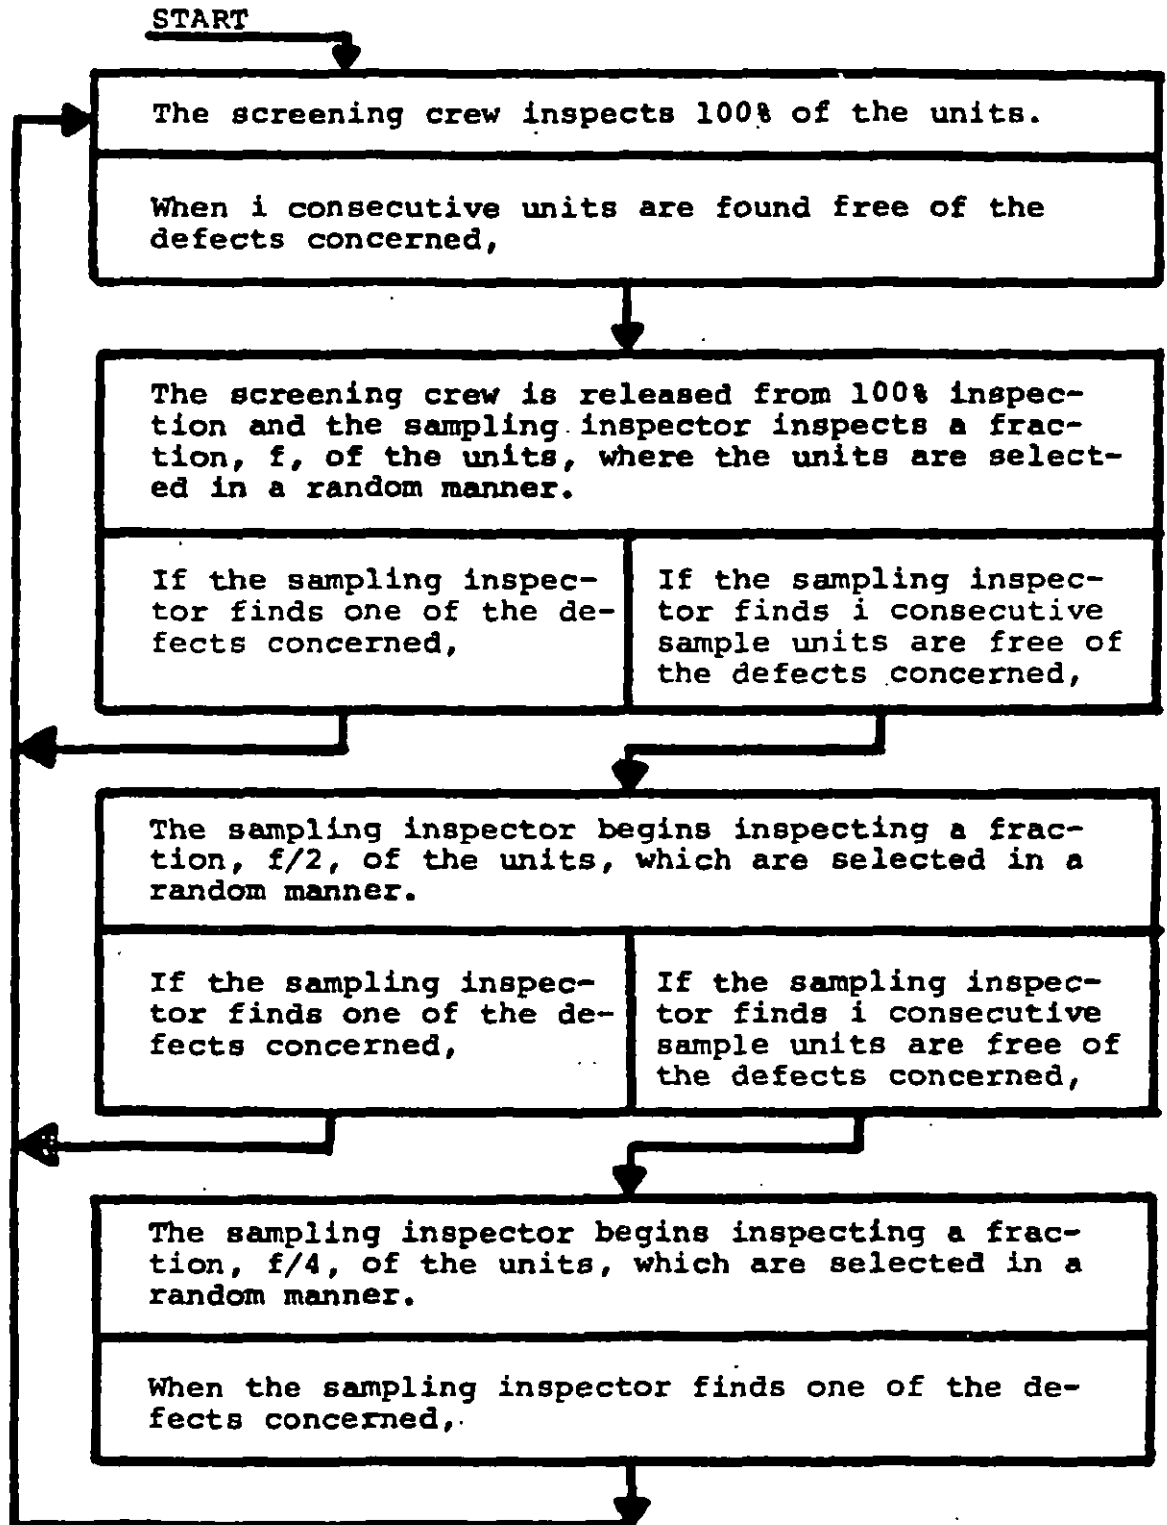 START
The screening crew inspects 100% of the units.
When i consecutive units are found free of the
defects concerned,
The screening crew is released from 100% inspec-
tion and the sampling inspector inspects a frac-
tion, f, of the units, where the units are select-
ed in a random manner.
If the sampling inspec-
tor finds one of the de-
fects concerned,
If the sampling inspec-
tor finds i consecutive
sample units are free of
the defects concerned,
The sampling inspector begins inspecting a frac-
tion, f/2, of the units, which are selected in a
random manner.
If the sampling inspec-
tor finds one of the de-
fects concerned,
If the sampling inspec-
tor finds i consecutive
sample units are free of
the defects concerned,
The sampling inspector begins inspecting a frac-
tion, f/4, of the units, which are selected in a
random manner.
When the sampling inspector finds one of the de-
fects concerned,